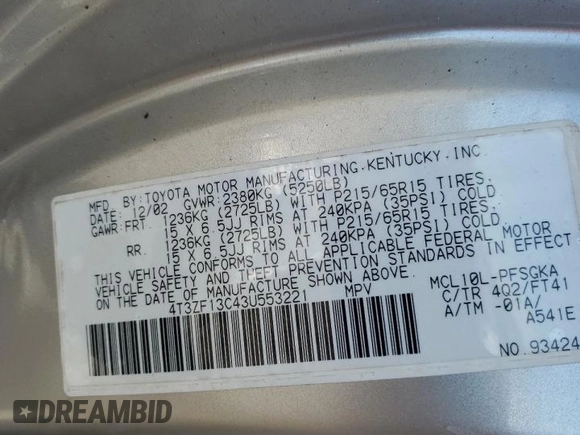 MFD. BY:TOYOTA MOTOR MANUFACTURING.KENTUCKY,INC
DATE: 12/02 GVWR:2380KG (5250LB)
GAWR:FRT. 1236KG (2725LB) WITH P215/65R15 TIRES.
15 X 6.5JJ RIMS AT 240KPA (35PSI) COLD
RR. 1236KG (2725LB) WITH P215/65R15 TIRES.
15 X 6.5JJ RIMS AT 240KPA (35PSI) COLD.
THIS VEHICLE CONFORMS TO ALL APPLICABLE FEDERAL MOTOR
VEHICLE SAFETY AND THEFT PREVENTION STANDARDS IN EFFECT
ON THE DATE OF MANUFACTURE SHOWN ABOVE.
4T3ZF13C43U553221 MPV
MCL10L-PFSGKA
C/TR 402/FT41
A/TM -01A/
A541E
NO.93424
DREAMBID